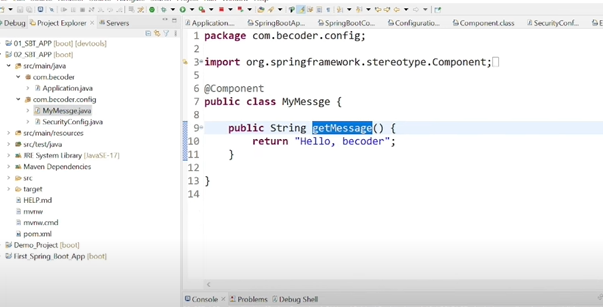 Debug Project Explorer Servers
Application.... SpringBootAp... SpringBootCo... Configuratio... Component.class SecurityConf...
01_SBT_APP [boot] [devtools]
02_SBT_APP [boot]
src/main/java
com.becoder
Application.java
com.becoder.config
MyMessge.java
SecurityConfig.java
src/main/resources
src/test/java
JRE System Library [JavaSE-17]
Maven Dependencies
src
target
HELP.md
mvnw
mvnw.cmd
pom.xml
Demo_Project [boot]
First_Spring_Boot_App [boot]
1 package com.becoder.config;
2
3 import org.springframework.stereotype.Component;
5
6 @Component
7 public class MyMessge {
8
9 public String getMessage() {
10 return "Hello, becoder";
11 }
12
13 }
14
Console Problems Debug Shell